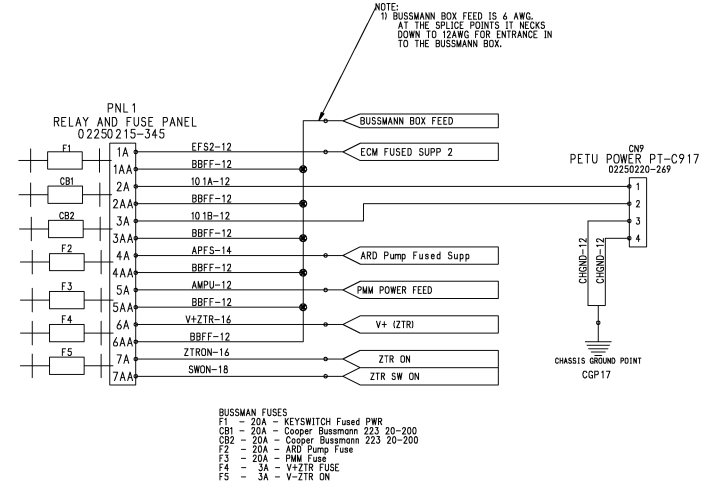 NOTE:
1) BUSSMANN BOX FEED IS 6 AWG.
AT THE SPLICE POINTS IT NECKS
DOWN TO 12AWG FOR ENTRANCE IN
TO THE BUSSMANN BOX.
PNL1
RELAY AND FUSE PANEL
02250215-345
BUSSMANN BOX FEED
F1
1A
EFS2-12
ECM FUSED SUPP 2
1AA
BBFF-12
CB1
2A
101A-12
2AA
BBFF-12
CB2
3A
101B-12
3AA
BBFF-12
F2
4A
APFS-14
ARD Pump Fused Supp
4AA
BBFF-12
F3
5A
AMPU-12
PMM POWER FEED
5AA
BBFF-12
F4
6A
V+ZTR-16
V+ (ZTR)
6AA
BBFF-12
F5
7A
ZTRON-16
ZTR ON
7AA
SWON-18
ZTR SW ON
CN9
PETU POWER PT-C917
02250220-269
1
2
3
4
CHGND-12
CHGND-12
CHASSIS GROUND POINT
CGP17
BUSSMAN FUSES
F1 - 20A - KEYSWITCH Fused PWR
CB1 - 20A - Cooper Bussmann 223 20-200
CB2 - 20A - Cooper Bussmann 223 20-200
F2 - 20A - ARD Pump Fuse
F3 - 20A - PMM Fuse
F4 - 3A - V+ZTR FUSE
F5 - 3A - V-ZTR ON